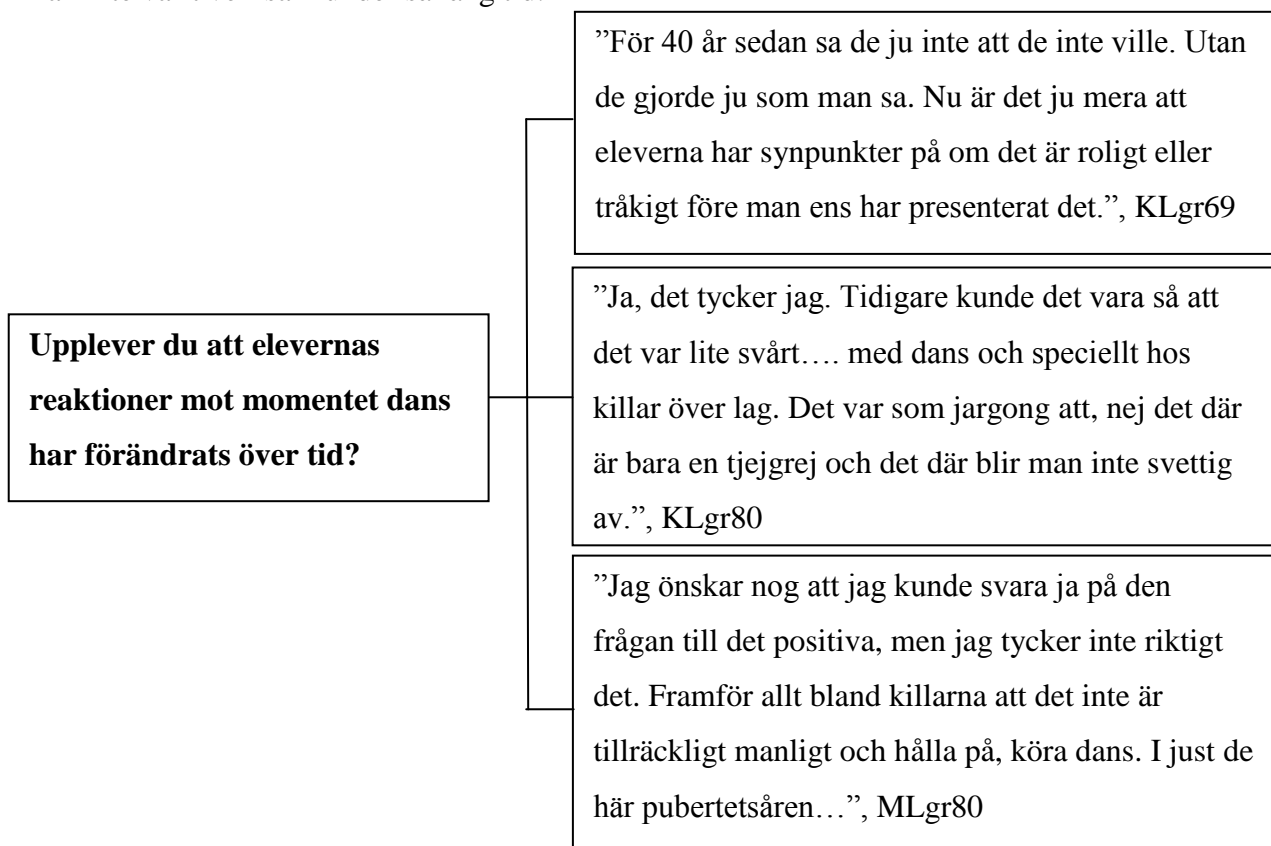 Upplever du att elevernas
reaktioner mot momentet dans
har förändrats över tid?
”För 40 år sedan sa de ju inte att de inte ville. Utan
de gjorde ju som man sa. Nu är det ju mera att
eleverna har synpunkter på om det är roligt eller
tråkigt före man ens har presenterat det.”, KLgr69
”Ja, det tycker jag. Tidigare kunde det vara så att
det var lite svårt…. med dans och speciellt hos
killar över lag. Det var som jargong att, nej det där
är bara en tjejgrej och det där blir man inte svettig
av.”, KLgr80
”Jag önskar nog att jag kunde svara ja på den
frågan till det positiva, men jag tycker inte riktigt
det. Framför allt bland killarna att det inte är
tillräckligt manligt och hålla på, köra dans. I just de
här pubertetsåren…”, MLgr80